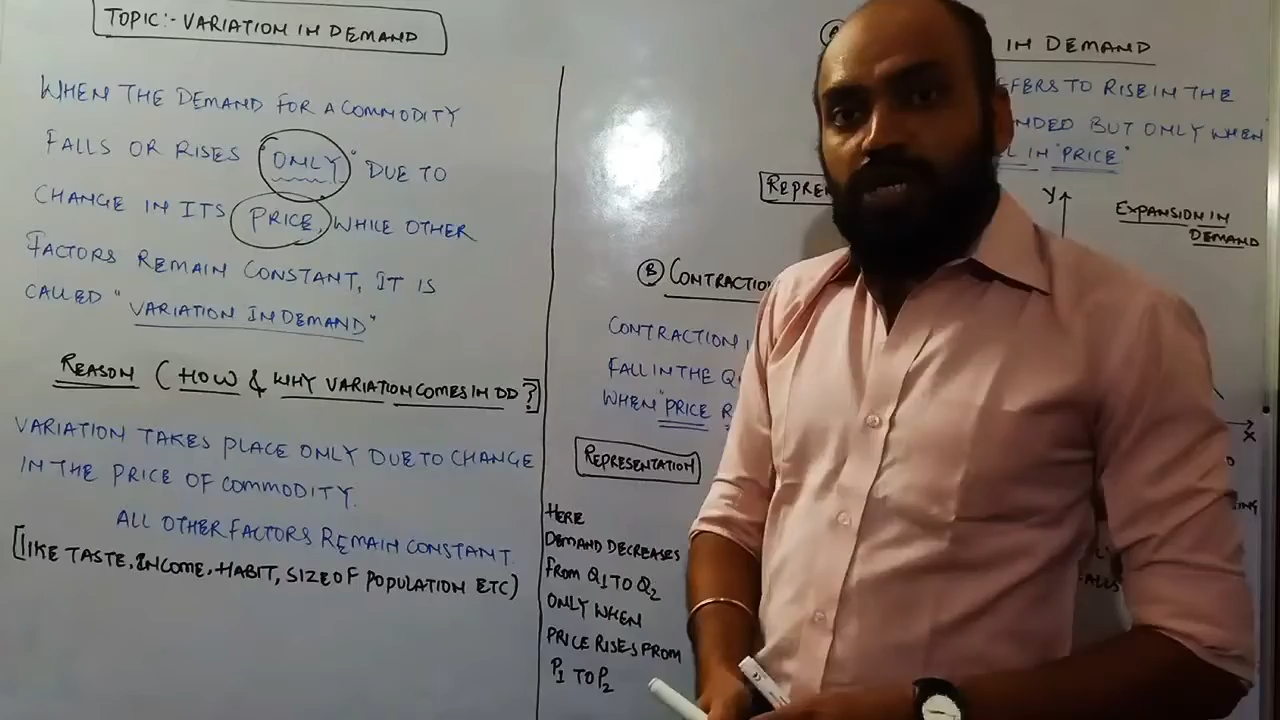 TOPIC:- VARIATION IN DEMAND
WHEN THE DEMAND FOR A COMMODITY
FALLS OR RISES "ONLY" DUE TO
CHANGE IN ITS PRICE, WHILE OTHER
FACTORS REMAIN CONSTANT, IT IS
CALLED "VARIATION IN DEMAND"
REASON (HOW & WHY VARIATION COMES IN DD?
VARIATION TAKES PLACE ONLY DUE TO CHANGE
IN THE PRICE OF COMMODITY.
ALL OTHER FACTORS REMAIN CONSTANT.
[LIKE TASTE, INCOME, HABIT, SIZE OF POPULATION ETC)
IN DEMAND
RISE IN THE
BUT ONLY WHEN
IN "PRICE"
Y
EXPANSION IN
DEMAND
X
B CONTRACTION
CONTRACTION
FALL IN THE
WHEN "PRICE
REPRESENTATION
HERE
DEMAND DECREASES
FROM Q1 TO Q2
ONLY WHEN
PRICE RISES FROM
P1 TO P2